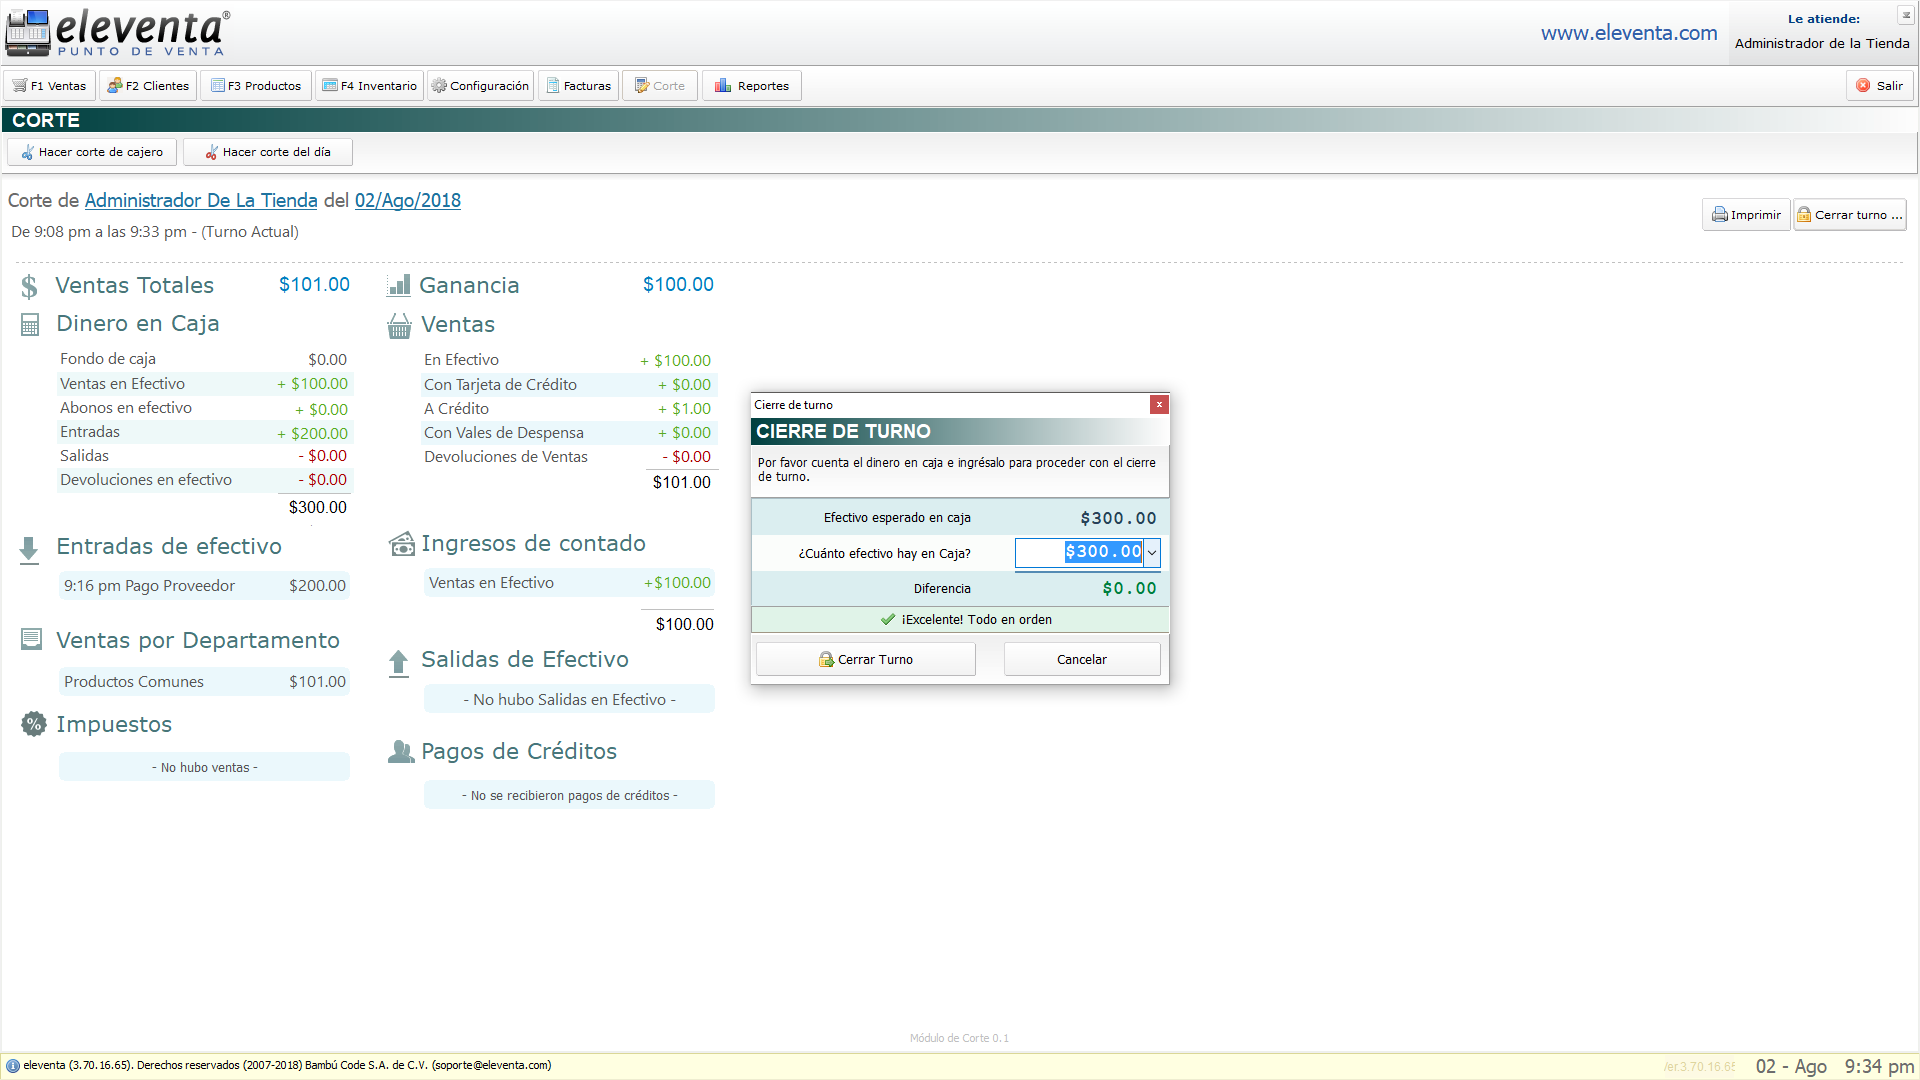 eleventa®
PUNTO DE VENTA
www.eleventa.com
Le atiende:
Administrador de la Tienda
F1 Ventas
F2 Clientes
F3 Productos
F4 Inventario
Configuración
Facturas
Corte
Reportes
Salir
CORTE
Hacer corte de cajero
Hacer corte del día
Corte de Administrador De La Tienda del 02/Ago/2018
De 9:08 pm a las 9:33 pm - (Turno Actual)
Imprimir
Cerrar turno ...
Ventas Totales $101.00
Dinero en Caja
Fondo de caja $0.00
Ventas en Efectivo + $100.00
Abonos en efectivo + $0.00
Entradas + $200.00
Salidas - $0.00
Devoluciones en efectivo - $0.00
$300.00
Entradas de efectivo
9:16 pm Pago Proveedor $200.00
Ventas por Departamento
Productos Comunes $101.00
% Impuestos
- No hubo ventas -
Ganancia $100.00
Ventas
En Efectivo + $100.00
Con Tarjeta de Crédito + $0.00
A Crédito + $1.00
Con Vales de Despensa + $0.00
Devoluciones de Ventas - $0.00
$101.00
Ingresos de contado
Ventas en Efectivo +$100.00
$100.00
Salidas de Efectivo
- No hubo Salidas en Efectivo -
Pagos de Créditos
- No se recibieron pagos de créditos -
Cierre de turno
CIERRE DE TURNO
Por favor cuenta el dinero en caja e ingrésalo para proceder con el cierre
de turno.
Efectivo esperado en caja $300.00
¿Cuánto efectivo hay en Caja? $300.00
Diferencia $0.00
¡Excelente! Todo en orden
Cerrar Turno
Cancelar
Módulo de Corte 0.1
eleventa (3.70.16.65). Derechos reservados (2007-2018) Bambú Code S.A. de C.V. (soporte@eleventa.com)
/er.3.70.16.65
02 - Ago 9:34 pm